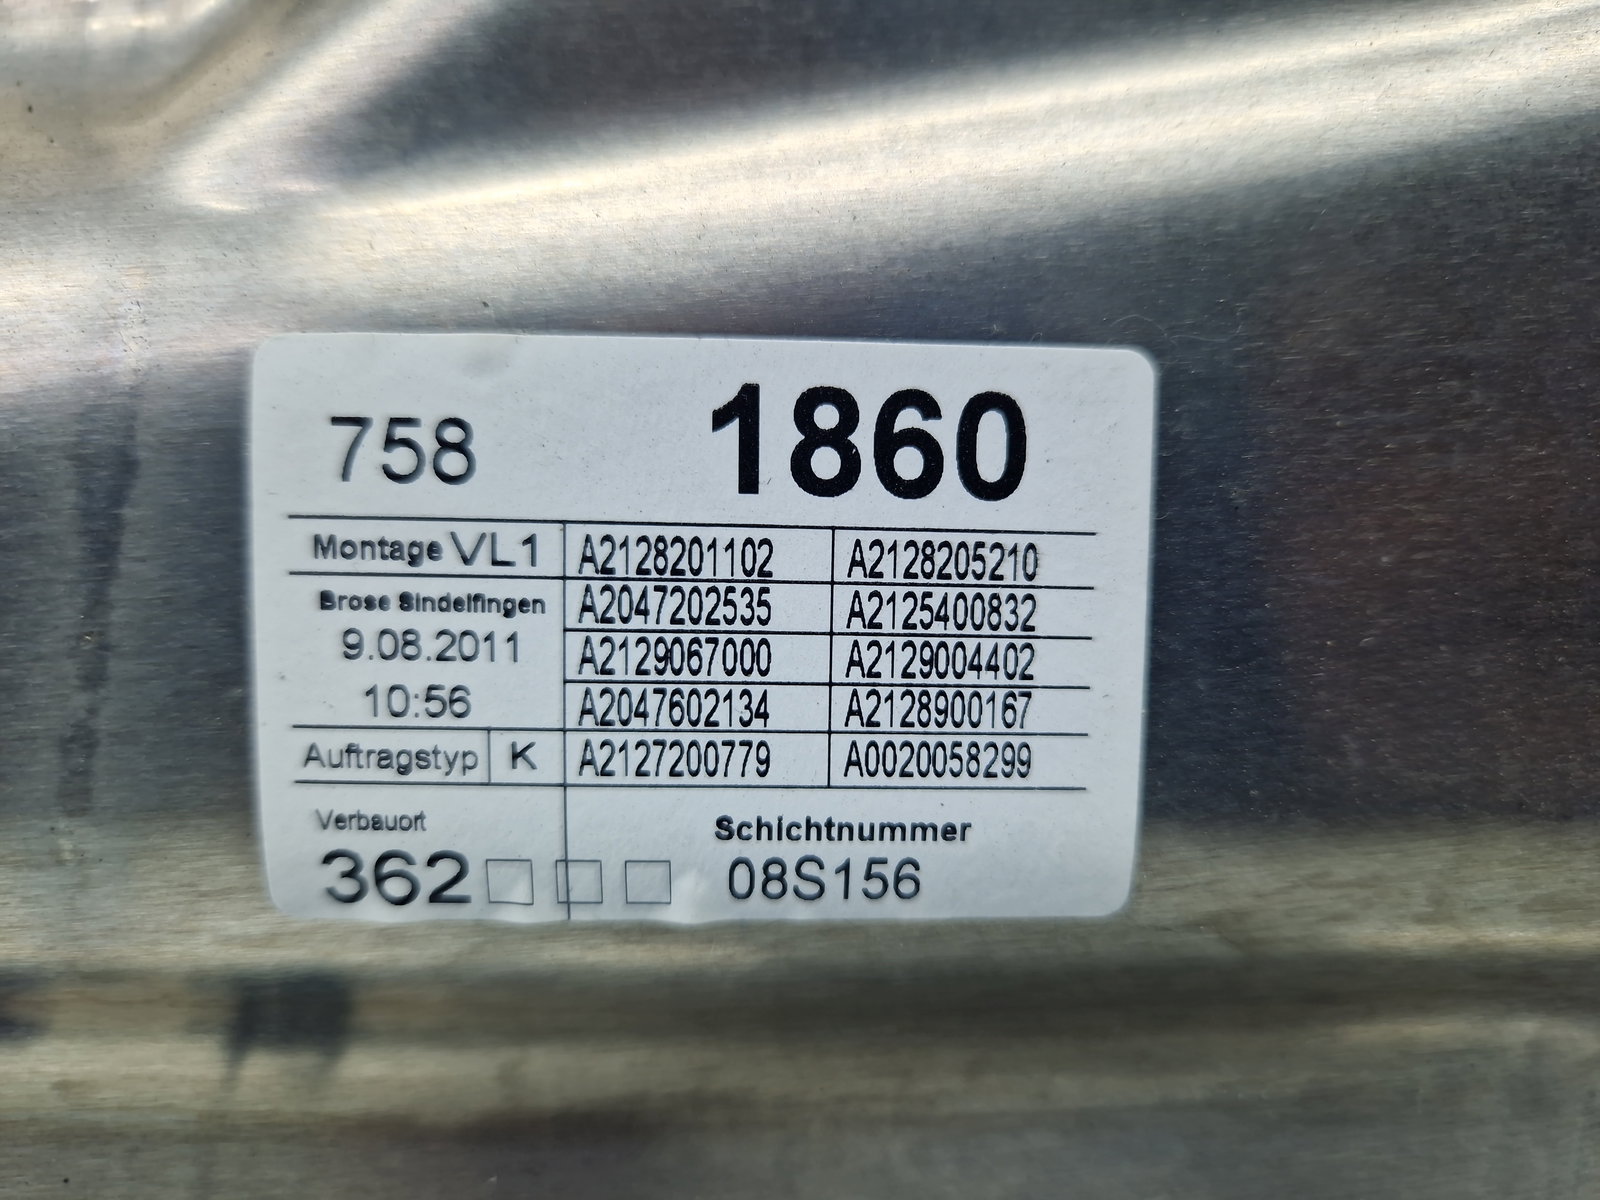 758 1860
Montage VL1 A2128201102 A2128205210
Brose Sindelfingen A2047202535 A2125400832
9.08.2011 A2129067000 A2129004402
10:56 A2047602134 A2128900167
Auftragstyp K A2127200779 A0020058299
Verbauort Schichtnummer
362 08S156